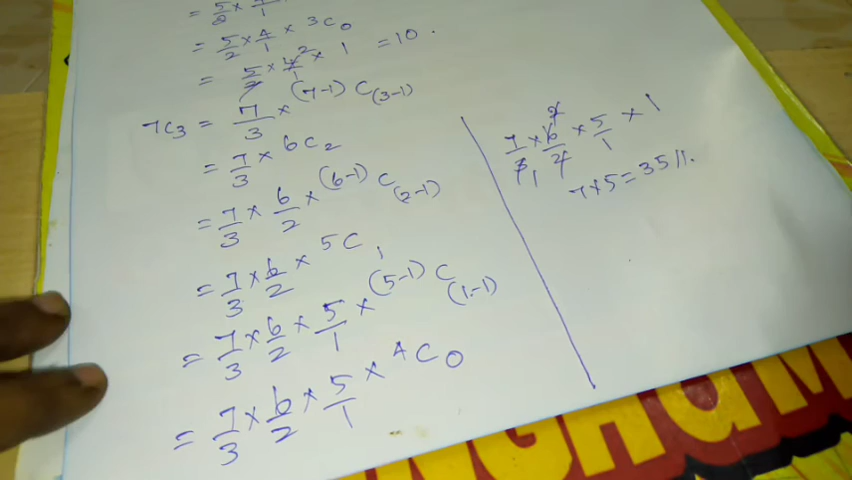 = 5/2 × 4/1 ×
= 5/2 × 4/1 × 3C0
= 5/2 × 4/1 2 × 1 = 10.
7C3 = 7/3 × (7-1) C (3-1)
= 7/3 × 6C2
= 7/3 × 6/2 × (6-1) C (2-1)
= 7/3 × 6/2 × 5C1
= 7/3 × 6/2 × 5/1 × (5-1) C (1-1)
= 7/3 × 6/2 × 5/1 × 4C0
7/3 1 × 6/2 × 5/1 × 1
7×5 = 35 //.